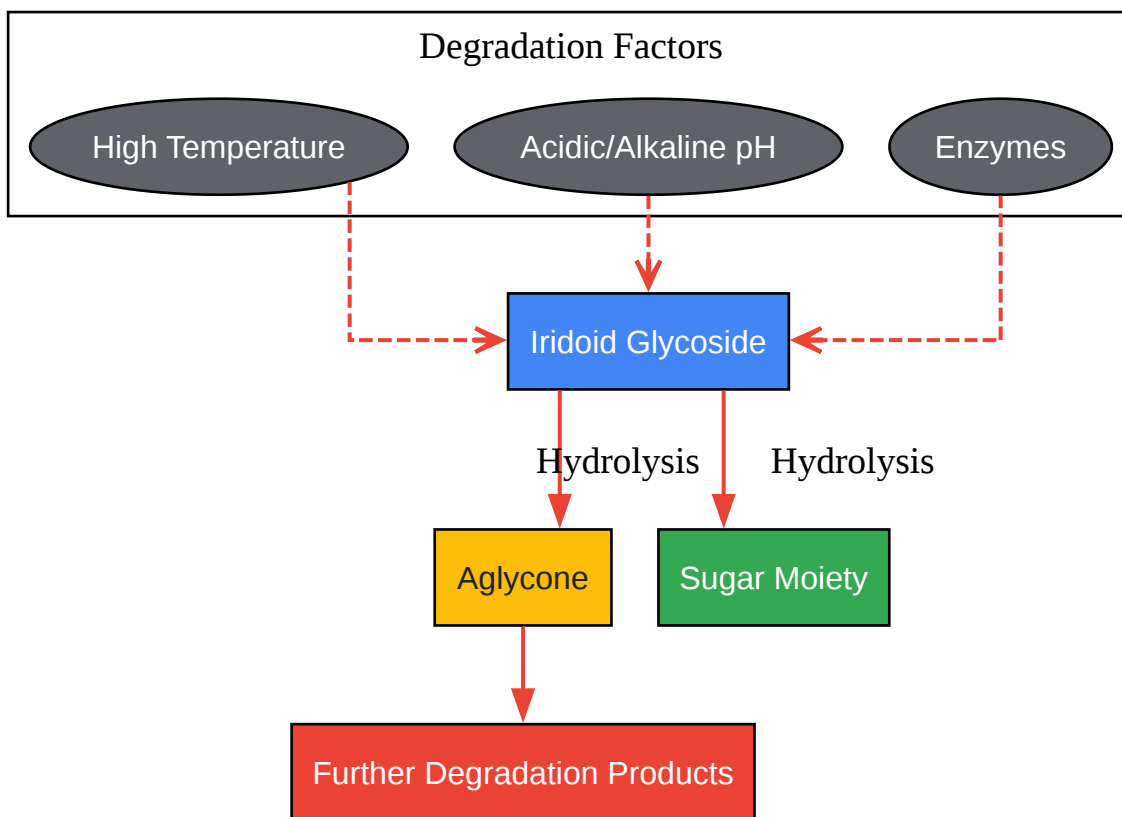 Degradation Factors
High Temperature
Acidic/Alkaline pH
Enzymes
Iridoid Glycoside
Hydrolysis
Hydrolysis
Aglycone
Sugar Moiety
Further Degradation Products